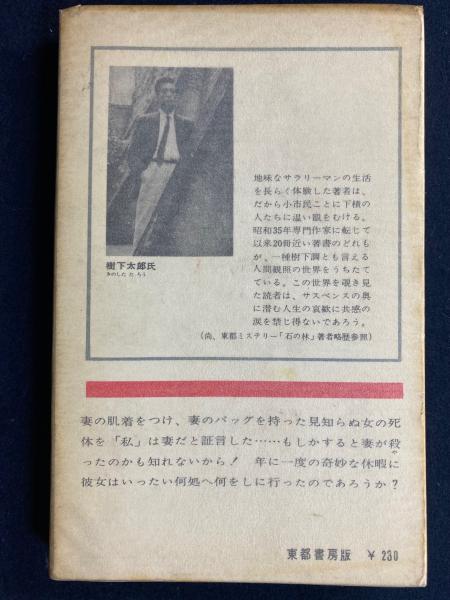 地味なサラリーマンの生活
を長らく体験した著者は、
だから小市民ことに下積の
人たちに温い観をむける。
昭和35年専門作家に転じて
以来20冊近い著書のどれも
が、一種樹下調とも言える
人間観照の世界をうちたて
ている。この世界を覗き見
た読者は、サスペンスの奥
に潜む人生の哀歓に共感の
涙を禁じ得ないであろう。
(尚、東都ミステリー「石の林」著者略歴参照)
樹下太郎氏
きのした たろう
妻の肌着をつけ、妻のバッグを持った見知らぬ女の死
体を「私」は妻だと証言した……もしかすると妻が殺
や
ったのかも知れないから! 年に一度の奇妙な休暇に
彼女はいったい何処へ何をしに行ったのであろうか?
東都書房版 ¥230